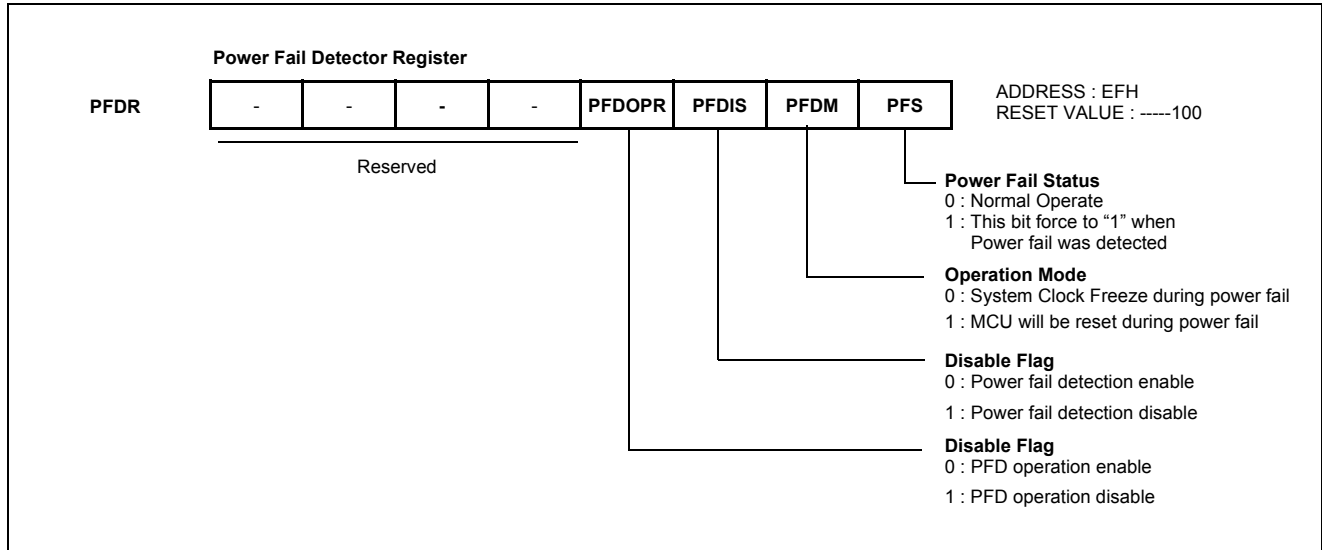 Power Fail Detector Register
PFDR
- - - - PFDOPR PFDIS PFDM PFS
ADDRESS : EFH
RESET VALUE : -----100
Reserved
Power Fail Status
0 : Normal Operate
1 : This bit force to “1” when
Power fail was detected
Operation Mode
0 : System Clock Freeze during power fail
1 : MCU will be reset during power fail
Disable Flag
0 : Power fail detection enable
1 : Power fail detection disable
Disable Flag
0 : PFD operation enable
1 : PFD operation disable